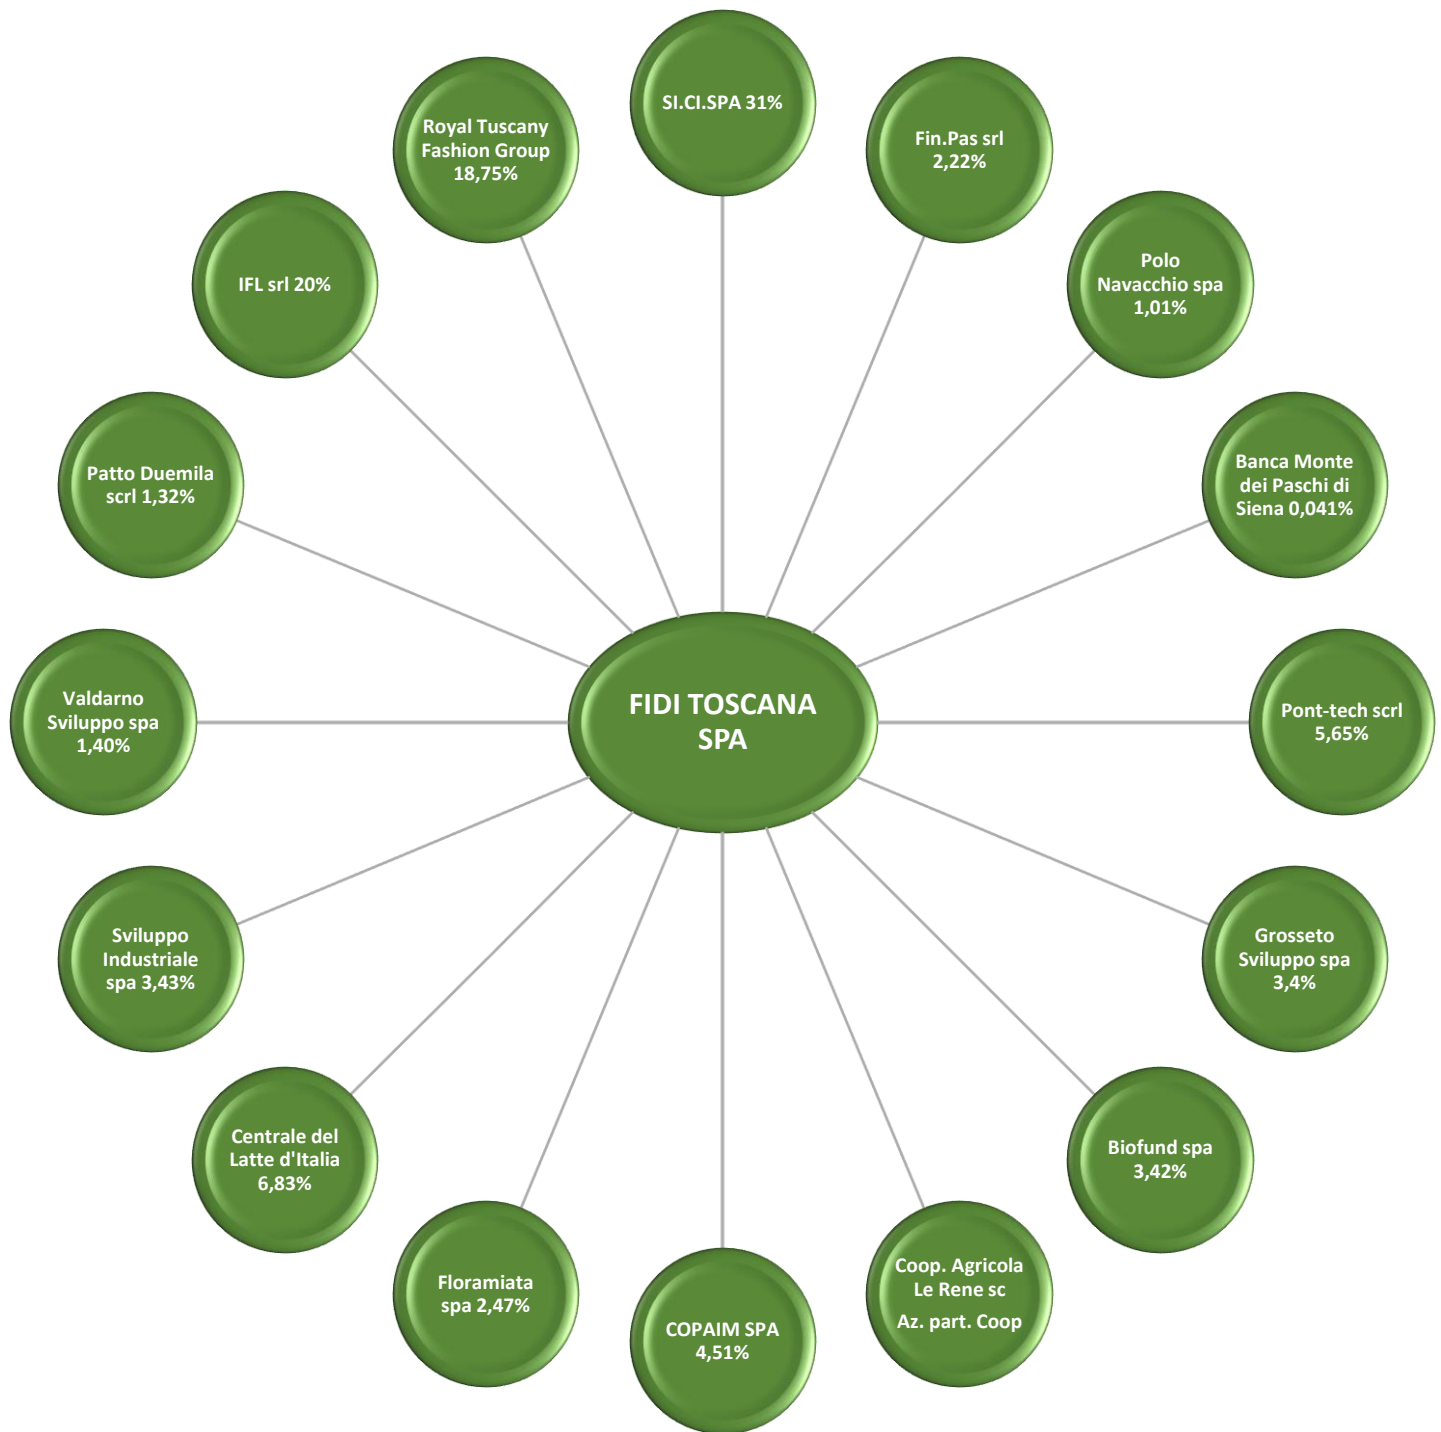 SI.CI.SPA 31%
Fin.Pas srl
2,22%
Polo
Navacchio spa
1,01%
Banca Monte
dei Paschi di
Siena 0,041%
Pont-tech scrl
5,65%
Grosseto
Sviluppo spa
3,4%
Biofund spa
3,42%
Coop. Agricola
Le Rene sc
Az. part. Coop
COPAIM SPA
4,51%
Floramiata
spa 2,47%
Centrale del
Latte d'Italia
6,83%
Sviluppo
Industriale
spa 3,43%
Valdarno
Sviluppo spa
1,40%
Patto Duemila
scrl 1,32%
IFL srl 20%
Royal Tuscany
Fashion Group
18,75%
FIDI TOSCANA
SPA